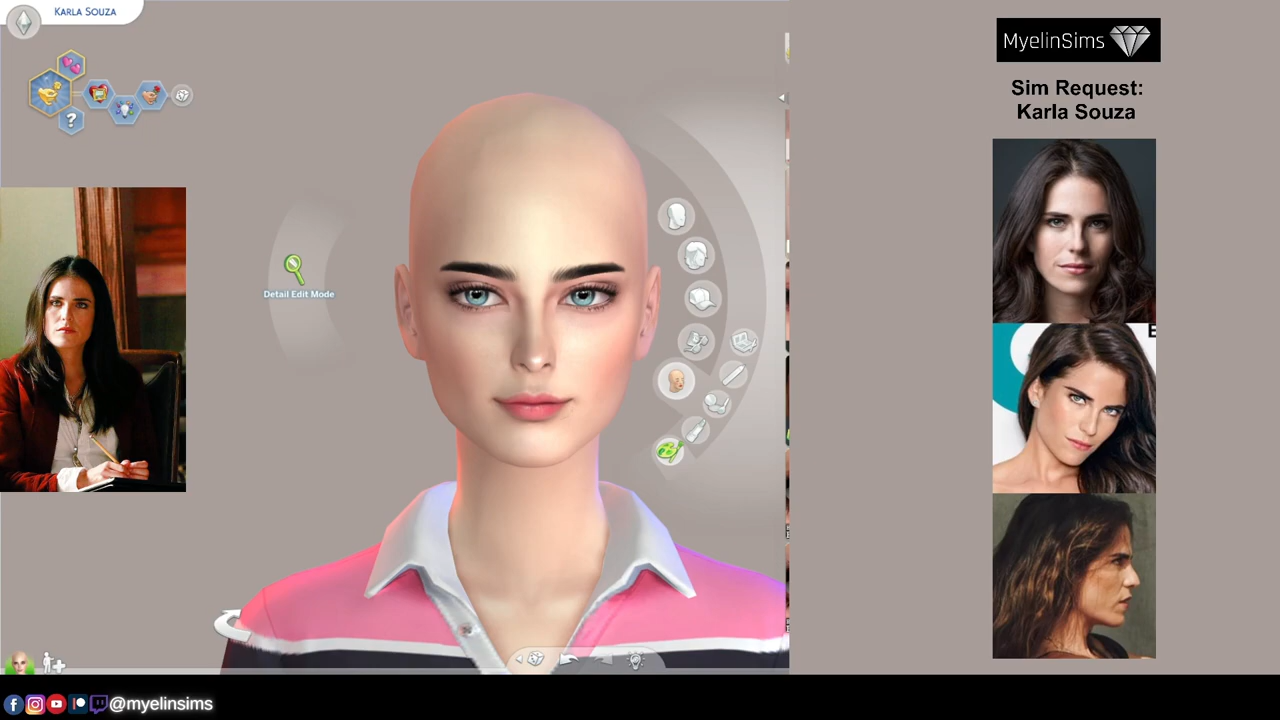 Karla Souza
MyelinSims
Sim Request:
Karla Souza
?
Detail Edit Mode
E
@myelinsims